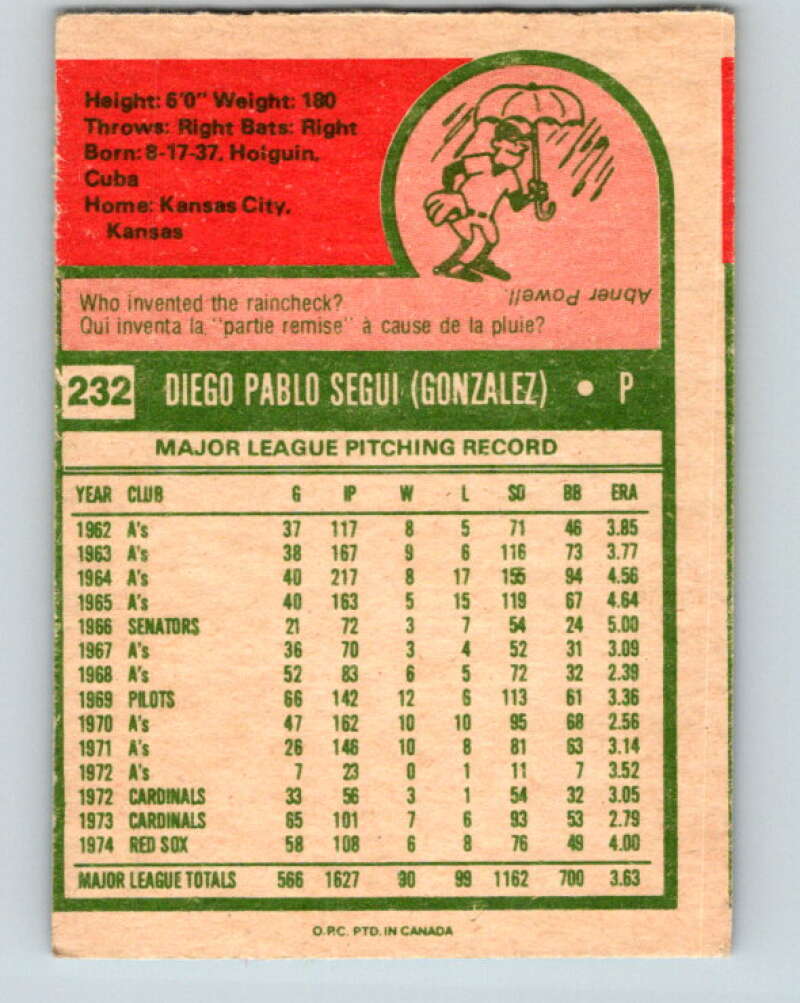 Height: 6'0" Weight: 180
Throws: Right Bats: Right
Born: 8-17-37, Holguin,
Cuba
Home: Kansas City,
Kansas
Who invented the raincheck?
Qui inventa la "partie remise" à cause de la pluie?
Abner Powell.
232 DIEGO PABLO SEGUI (GONZALEZ) • P
MAJOR LEAGUE PITCHING RECORD
YEAR CLUB G IP W L SO BB ERA
1962 A's 37 117 8 5 71 46 3.85
1963 A's 38 167 9 6 116 73 3.77
1964 A's 40 217 8 17 155 94 4.56
1965 A's 40 163 5 15 119 67 4.64
1966 SENATORS 21 72 3 7 54 24 5.00
1967 A's 36 70 3 4 52 31 3.09
1968 A's 52 83 6 5 72 32 2.39
1969 PILOTS 66 142 12 6 113 61 3.36
1970 A's 47 162 10 10 95 68 2.56
1971 A's 26 146 10 8 81 63 3.14
1972 A's 7 23 0 1 11 7 3.52
1972 CARDINALS 33 56 3 1 54 32 3.05
1973 CARDINALS 65 101 7 6 93 53 2.79
1974 RED SOX 58 108 6 8 76 49 4.00
MAJOR LEAGUE TOTALS 566 1627 90 99 1162 700 3.63
O.P.C. PTD. IN CANADA